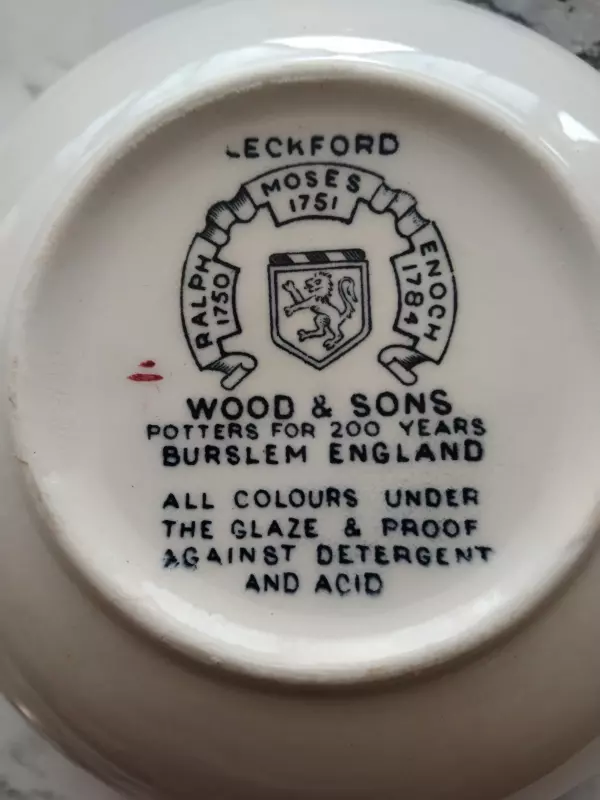 LECKFORD
MOSES
1751
RALPH
1750
ENOCH
1784
WOOD & SONS
POTTERS FOR 200 YEARS
BURSLEM ENGLAND
ALL COLOURS UNDER
THE GLAZE & PROOF
AGAINST DETERGENT
AND ACID